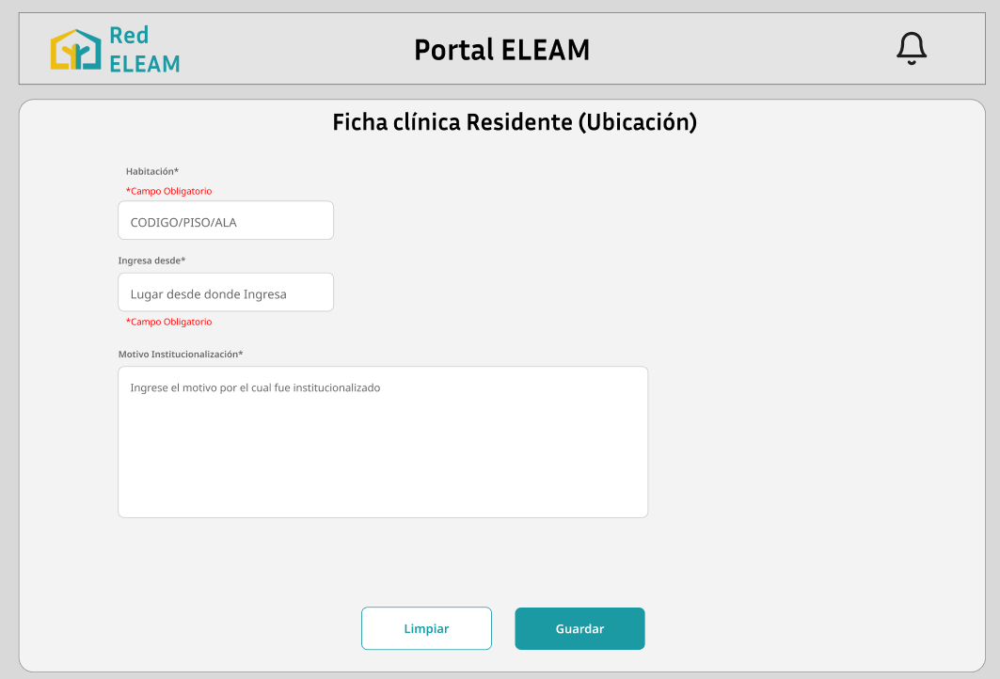 Red
ELEAM
Portal ELEAM
Ficha clínica Residente (Ubicación)
Habitación*
*Campo Obligatorio
CODIGO/PISO/ALA
Ingresa desde*
Lugar desde donde Ingresa
*Campo Obligatorio
Motivo Institucionalización*
Ingrese el motivo por el cual fue institucionalizado
Limpiar
Guardar